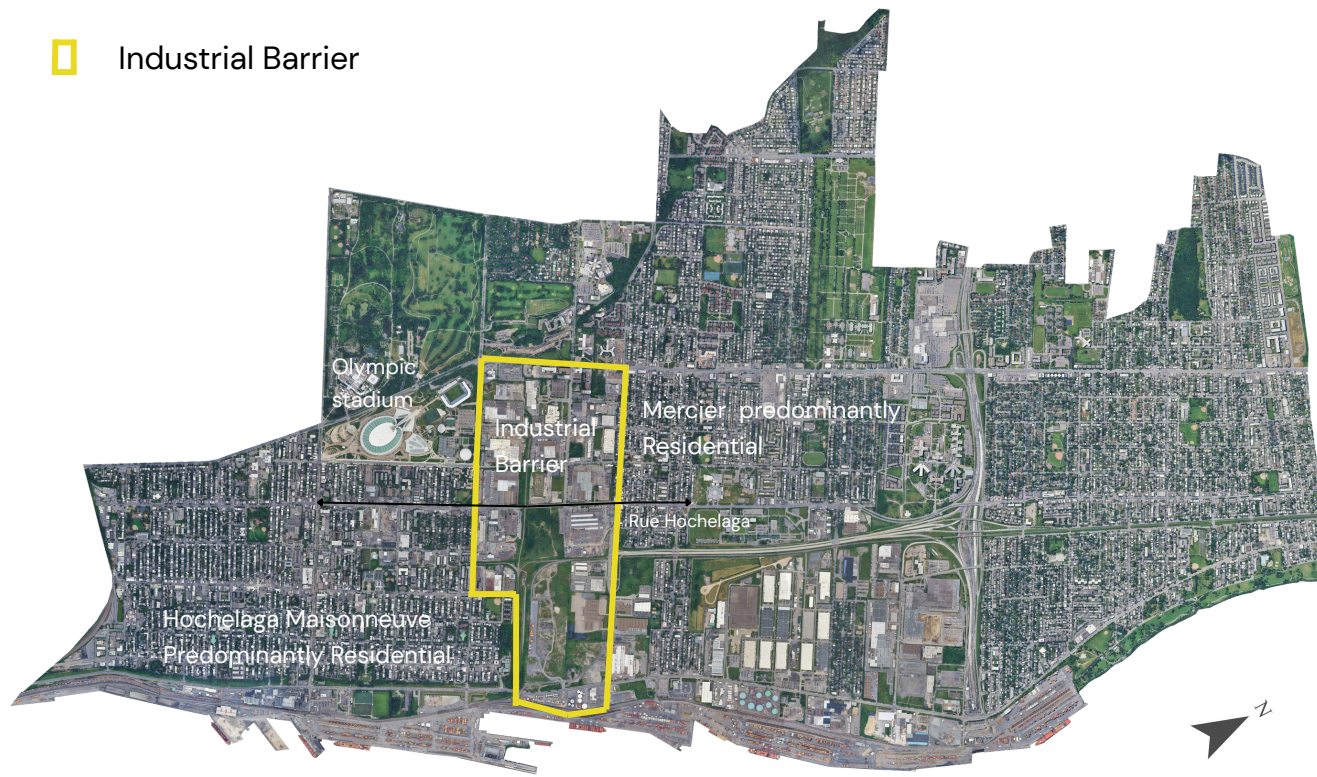 Industrial Barrier
Olympic
stadium
Industrial
Barrier
Mercier predominantly
Residential
Rue Hochelaga
Hochelaga Maisonneuve
Predominantly Residential
N